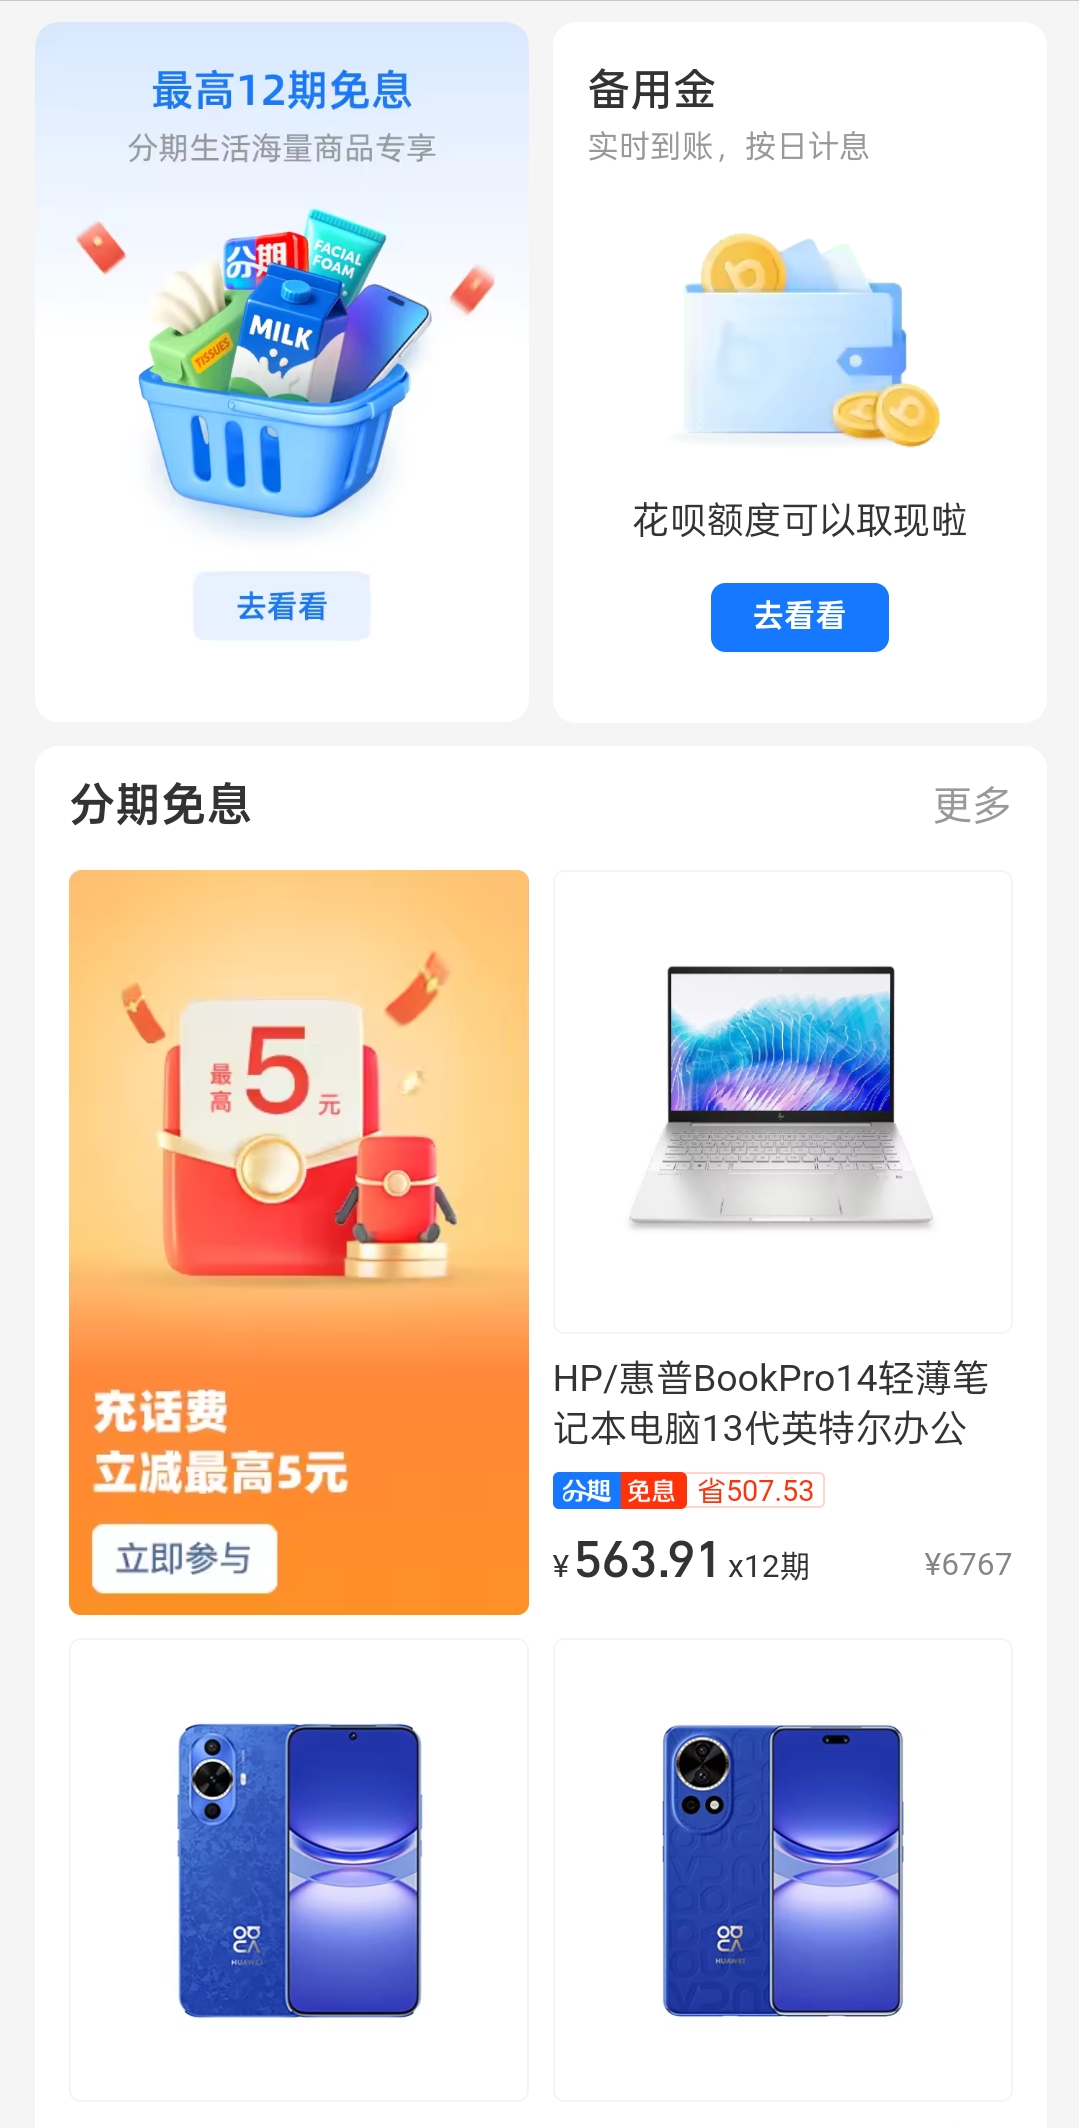 最高12期免息
分期生活海量商品专享
分期
FACIAL
FOAM
MILK
TISSUES
去看看
备用金
实时到账，按日计息
花呗额度可以取现啦
去看看
分期免息
更多
最高
5元
充话费
立减最高5元
立即参与
HP/惠普BookPro14轻薄笔
记本电脑13代英特尔办公
分期 免息 省507.53
¥563.91 x12期 ¥6767
HUAWEI
HUAWEI